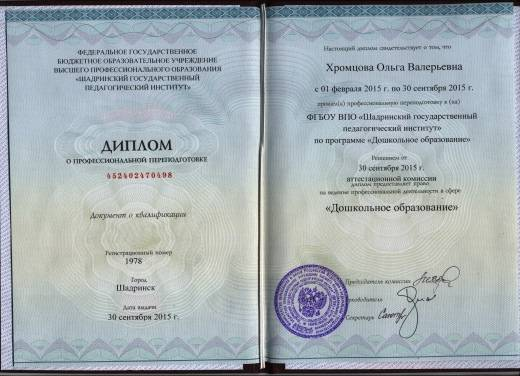 ФЕДЕРАЛЬНОЕ ГОСУДАРСТВЕННОЕ
БЮДЖЕТНОЕ ОБРАЗОВАТЕЛЬНОЕ УЧРЕЖДЕНИЕ
ВЫСШЕГО ПРОФЕССИОНАЛЬНОГО ОБРАЗОВАНИЯ
«ШАДРИНСКИЙ ГОСУДАРСТВЕННЫЙ
ПЕДАГОГИЧЕСКИЙ ИНСТИТУТ»
ДИПЛОМ
О ПРОФЕССИОНАЛЬНОЙ ПЕРЕПОДГОТОВКЕ
452402470498
Документ о квалификации
Регистрационный номер
1978
Город
Шадринск
Дата выдачи
30 сентября 2015 г.
Настоящий диплом свидетельствует о том, что
Хромцова Ольга Валерьевна
с 01 февраля 2015 г. по 30 сентября 2015 г.
прошел(а) профессиональную переподготовку в (на)
ФГБОУ ВПО «Шадринский государственный
педагогический институт»
по программе «Дошкольное образование»
Решением от
30 сентября 2015 г.
аттестационной комиссии
диплом предоставляет право
на ведение профессиональной деятельности в сфере
«Дошкольное образование»
Председатель комиссии
Руководитель
Секретарь